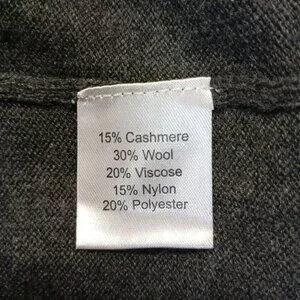 15% Cashmere
30% Wool
20% Viscose
15% Nylon
20% Polyester